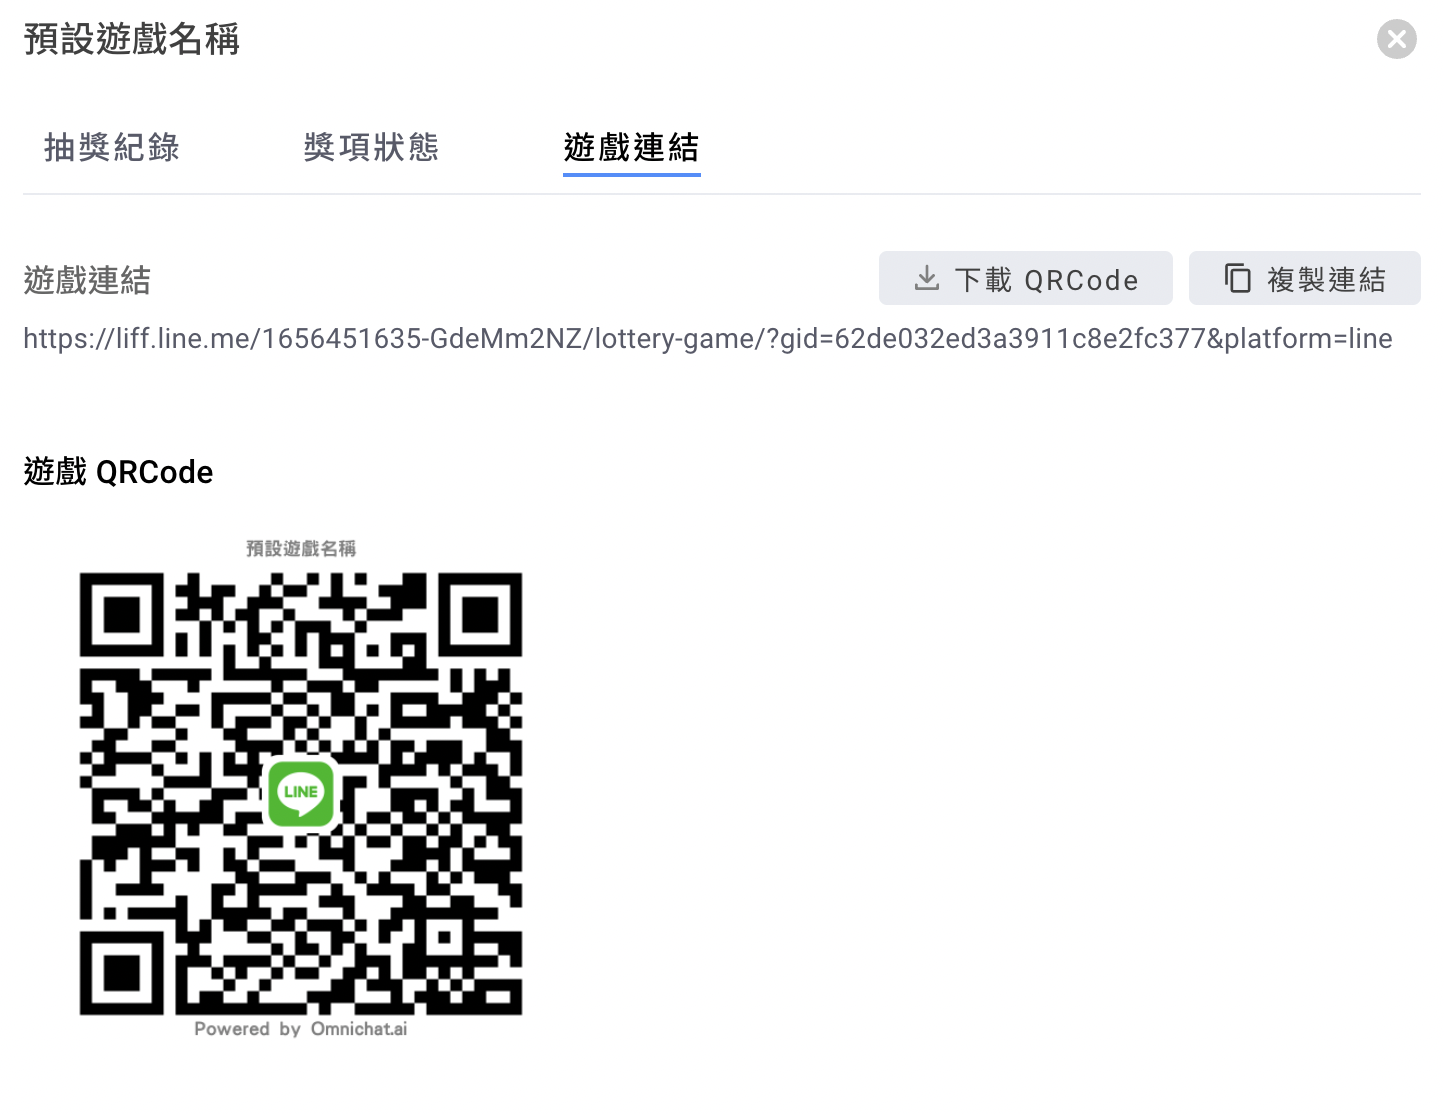 預設遊戲名稱
抽獎紀錄 獎項狀態 遊戲連結
遊戲連結 下載 QRCode 複製連結
https://liff.line.me/1656451635-GdeMm2NZ/lottery-game/?gid=62de032ed3a3911c8e2fc377&platform=line
遊戲 QRCode
預設遊戲名稱
LINE
Powered by Omnichat.ai